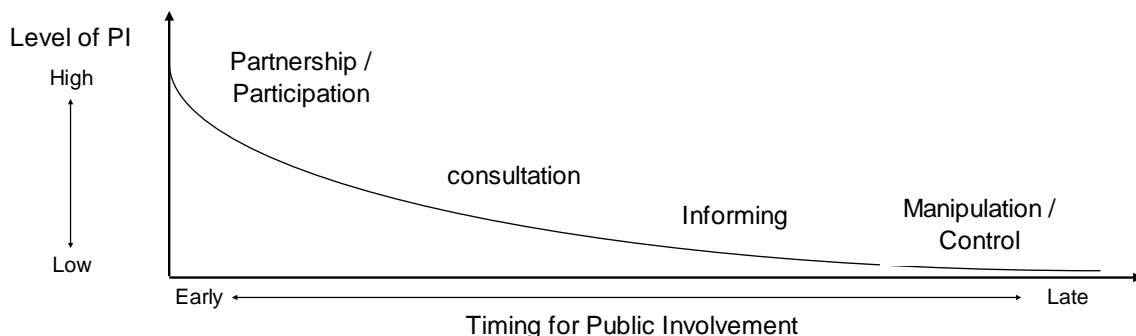 Level of PI
High
Low
Partnership /
Participation
consultation
Informing
Manipulation /
Control
Early
Late
Timing for Public Involvement